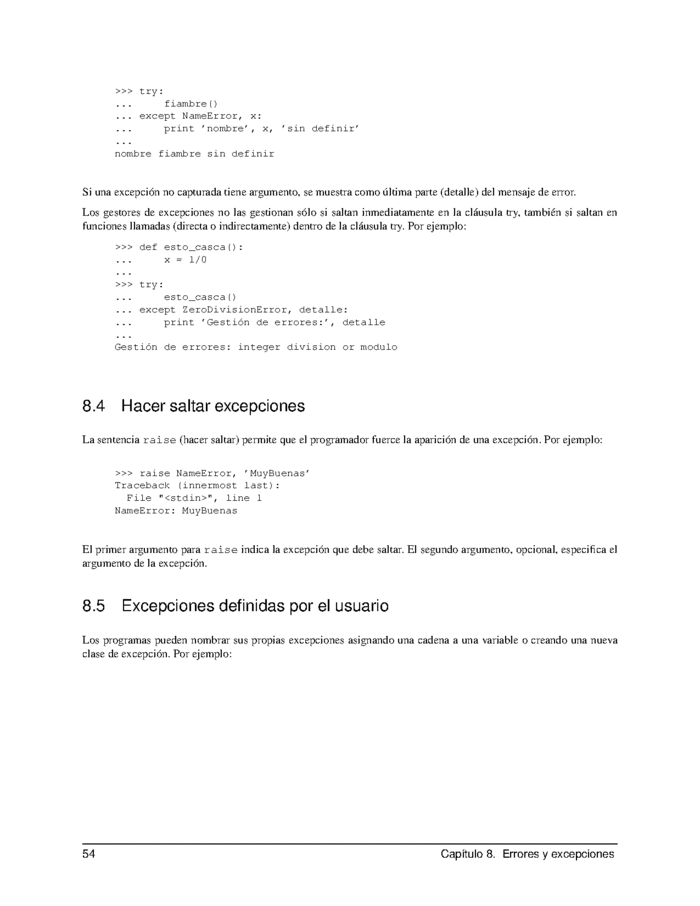 >>> try:
...     fiambre()
... except NameError, x:
...     print ’nombre’, x, ’sin definir’
...
nombre fiambre sin definir
Si una excepción no capturada tiene argumento, se muestra como última parte (detalle) del mensaje de error.
Los gestores de excepciones no las gestionan sólo si saltan inmediatamente en la cláusula try, también si saltan en
funciones llamadas (directa o indirectamente) dentro de la cláusula try. Por ejemplo:
>>> def esto_casca():
...     x = 1/0
...
>>> try:
...     esto_casca()
... except ZeroDivisionError, detalle:
...     print ’Gestión de errores:’, detalle
...
Gestión de errores: integer division or modulo
8.4 Hacer saltar excepciones
La sentencia raise (hacer saltar) permite que el programador fuerce la aparición de una excepción. Por ejemplo:
>>> raise NameError, ’MuyBuenas’
Traceback (innermost last):
  File "<stdin>", line 1
NameError: MuyBuenas
El primer argumento para raise indica la excepción que debe saltar. El segundo argumento, opcional, especifica el
argumento de la excepción.
8.5 Excepciones definidas por el usuario
Los programas pueden nombrar sus propias excepciones asignando una cadena a una variable o creando una nueva
clase de excepción. Por ejemplo:
54 Capítulo 8. Errores y excepciones